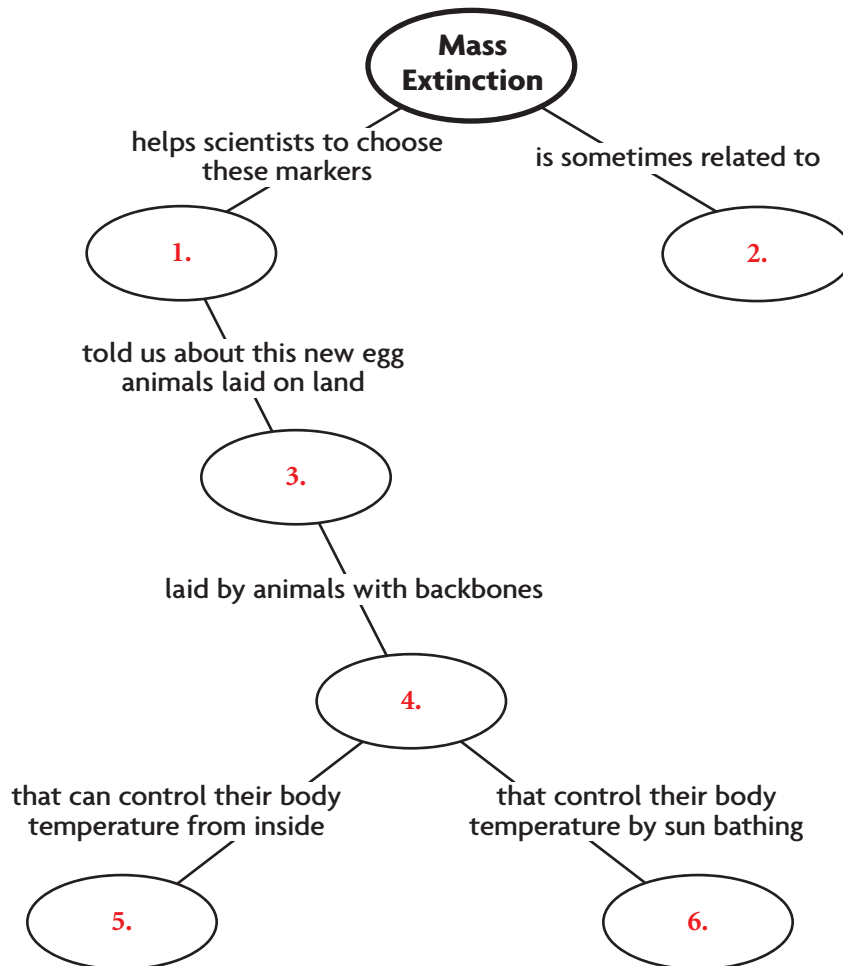 Mass
Extinction
helps scientists to choose
these markers
is sometimes related to
1.
2.
told us about this new egg
animals laid on land
3.
laid by animals with backbones
4.
that can control their body
temperature from inside
that control their body
temperature by sun bathing
5.
6.